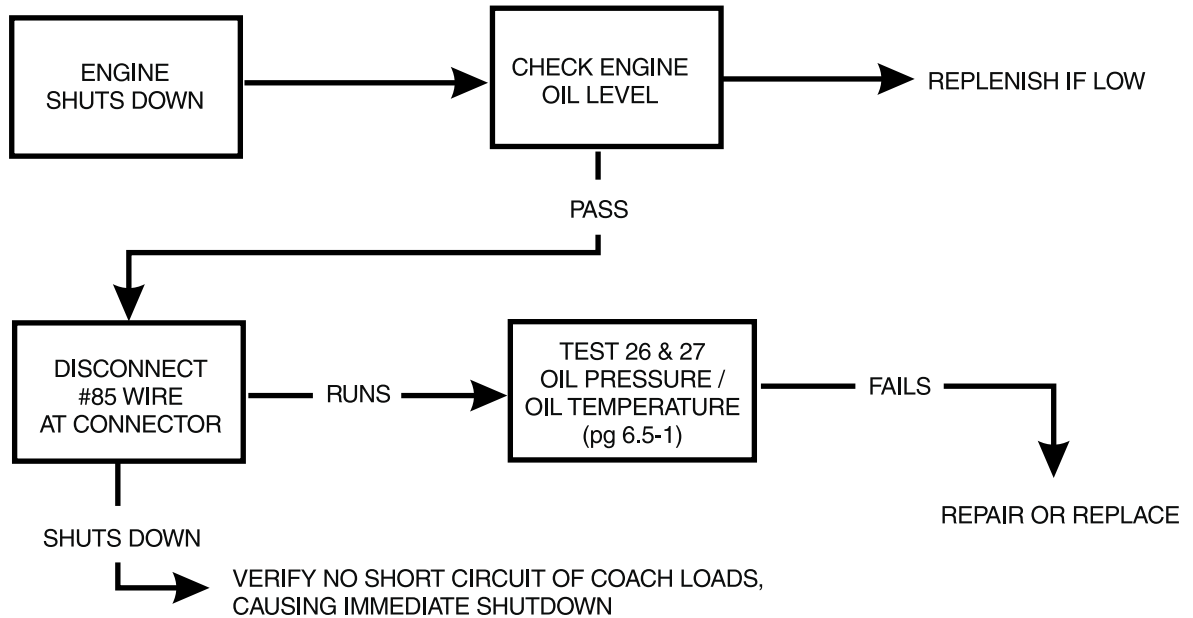 ENGINE
SHUTS DOWN
CHECK ENGINE
OIL LEVEL
REPLENISH IF LOW
PASS
DISCONNECT
#85 WIRE
AT CONNECTOR
RUNS
TEST 26 & 27
OIL PRESSURE /
OIL TEMPERATURE
(pg 6.5-1)
FAILS
REPAIR OR REPLACE
SHUTS DOWN
VERIFY NO SHORT CIRCUIT OF COACH LOADS,
CAUSING IMMEDIATE SHUTDOWN